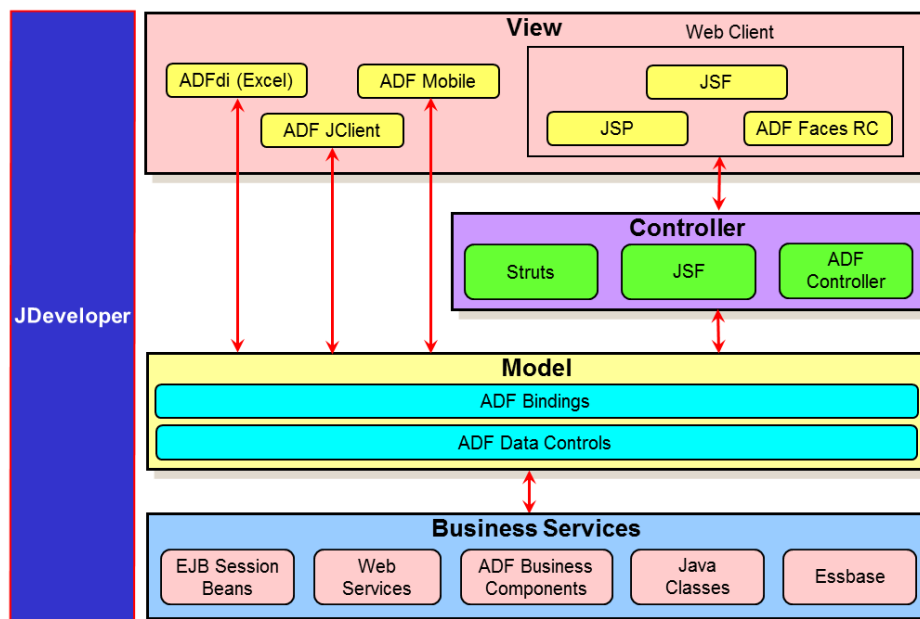 JDeveloper
View
Web Client
ADFdi (Excel)
ADF Mobile
JSF
ADF JClient
JSP
ADF Faces RC
Controller
Struts
JSF
ADF
Controller
Model
ADF Bindings
ADF Data Controls
Business Services
EJB Session
Beans
Web
Services
ADF Business
Components
Java
Classes
Essbase